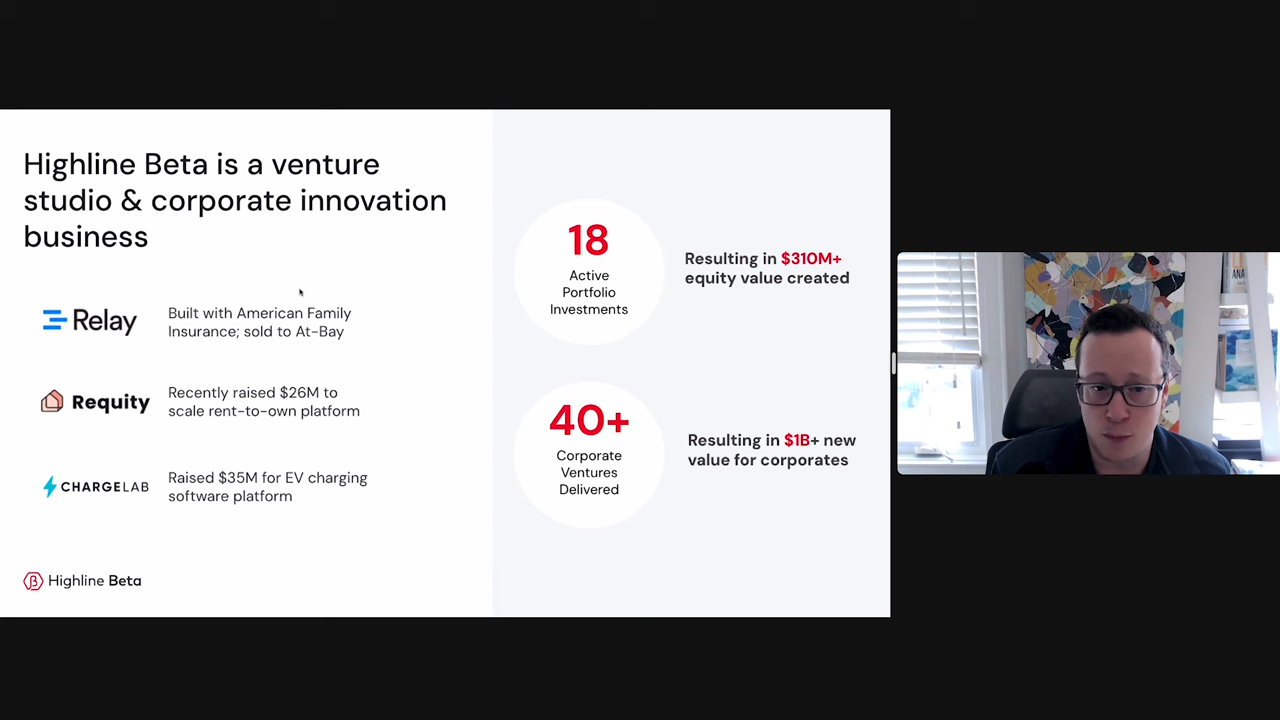 Highline Beta is a venture
studio & corporate innovation
business
Relay
Built with American Family
Insurance; sold to At-Bay
Requity
Recently raised $26M to
scale rent-to-own platform
CHARGELAB
Raised $35M for EV charging
software platform
Highline Beta
18
Active
Portfolio
Investments
Resulting in $310M+
equity value created
40+
Corporate
Ventures
Delivered
Resulting in $1B+ new
value for corporates